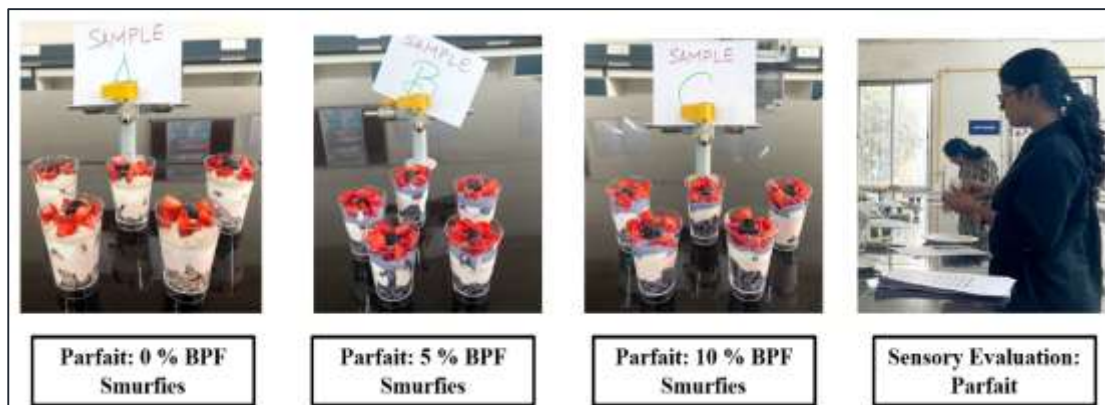 SAMPLE
A
SAMPLE
B
SAMPLE
C
Parfait: 0 % BPF
Smurfies
Parfait: 5 % BPF
Smurfies
Parfait: 10 % BPF
Smurfies
Sensory Evaluation:
Parfait